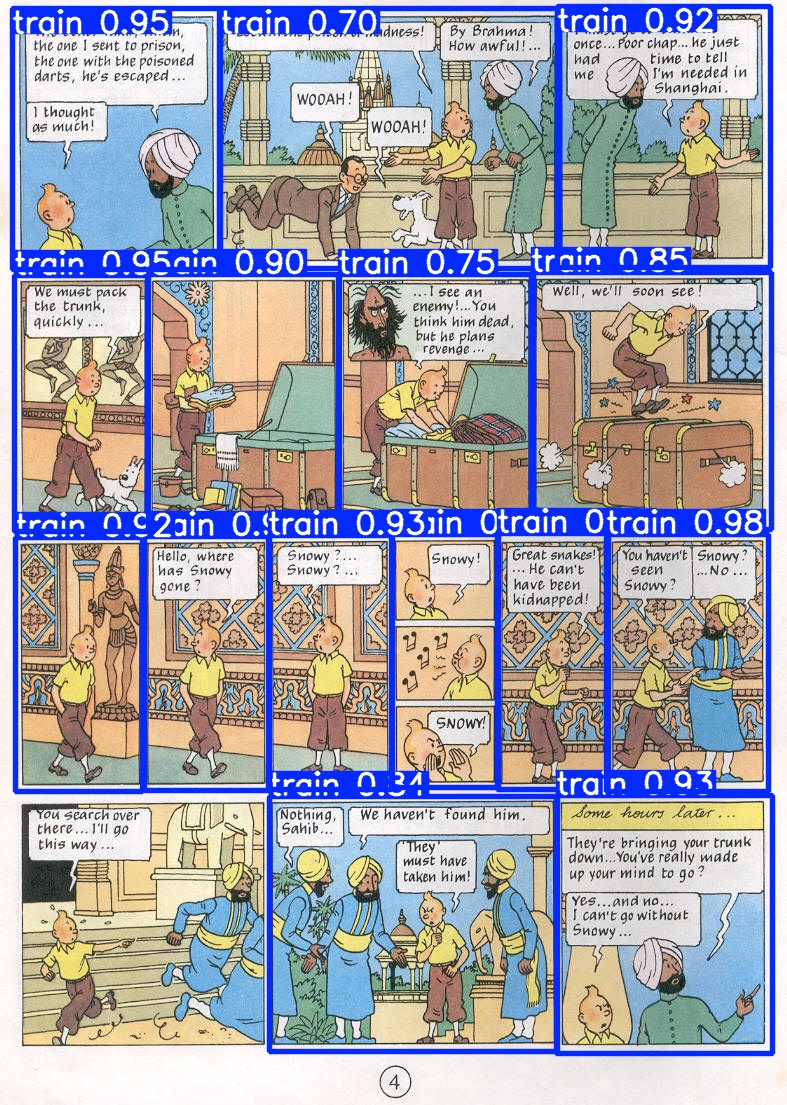 train 0.95
the one I sent to prison,
the one with the poisoned
darts, he's escaped...
I thought
as much!
train 0.70
madness!
WOOAH!
WOOAH!
By Brahma!
How awful!...
train 0.92
once...Poor chap...he just
had time to tell
me I'm needed in
Shanghai.
train 0.95
We must pack
the trunk,
quickly...
ain 0.90
train 0.75
...I see an
enemy!...You
think him dead,
but he plans
revenge...
train 0.85
Well, we'll soon see!
train 0.92
ain 0.9
Hello, where
has Snowy
gone?
train 0.93
Snowy?...
Snowy?...
in 0
Snowy!
SNOWY!
train 0
Great snakes!
... He can't
have been
kidnapped!
train 0.98
You haven't
seen
Snowy?
Snowy?
...No...
You search over
there...I'll go
this way...
train 0.84
Nothing,
Sahib...
We haven't found him.
'They'
must have
taken him!
train 0.93
Some hours later...
They're bringing your trunk
down...You've really made
up your mind to go?
Yes...and no...
I can't go without
Snowy...
4